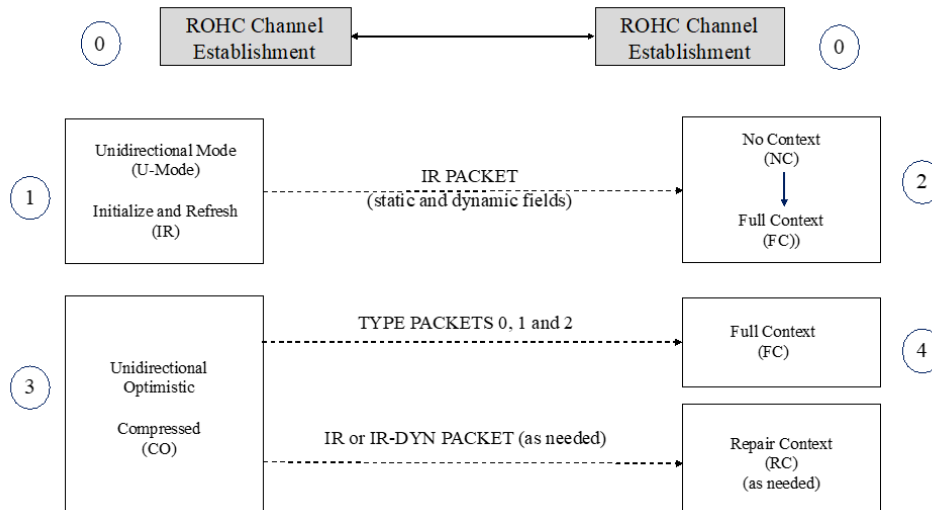 ROHC Channel
Establishment
ROHC Channel
Establishment
0
0
Unidirectional Mode
(U-Mode)
Initialize and Refresh
(IR)
1
IR PACKET
(static and dynamic fields)
No Context
(NC)
Full Context
(FC))
2
Unidirectional
Optimistic
Compressed
(CO)
3
TYPE PACKETS 0, 1 and 2
Full Context
(FC)
4
IR or IR-DYN PACKET (as needed)
Repair Context
(RC)
(as needed)